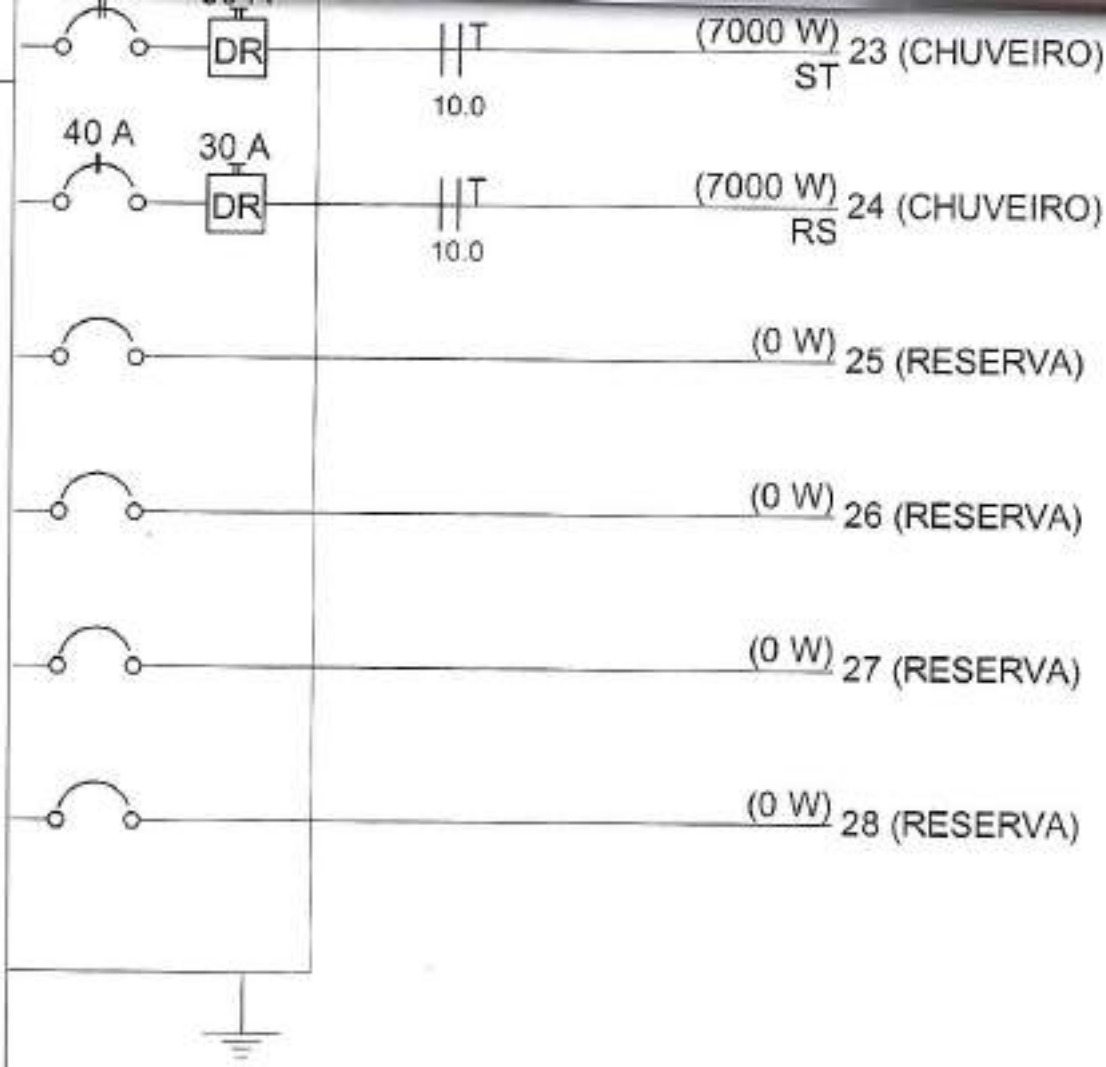 DR
T
10.0
(7000 W)
ST
23 (CHUVEIRO)
40 A
30 A
DR
T
10.0
(7000 W)
RS
24 (CHUVEIRO)
(0 W)
25 (RESERVA)
(0 W)
26 (RESERVA)
(0 W)
27 (RESERVA)
(0 W)
28 (RESERVA)